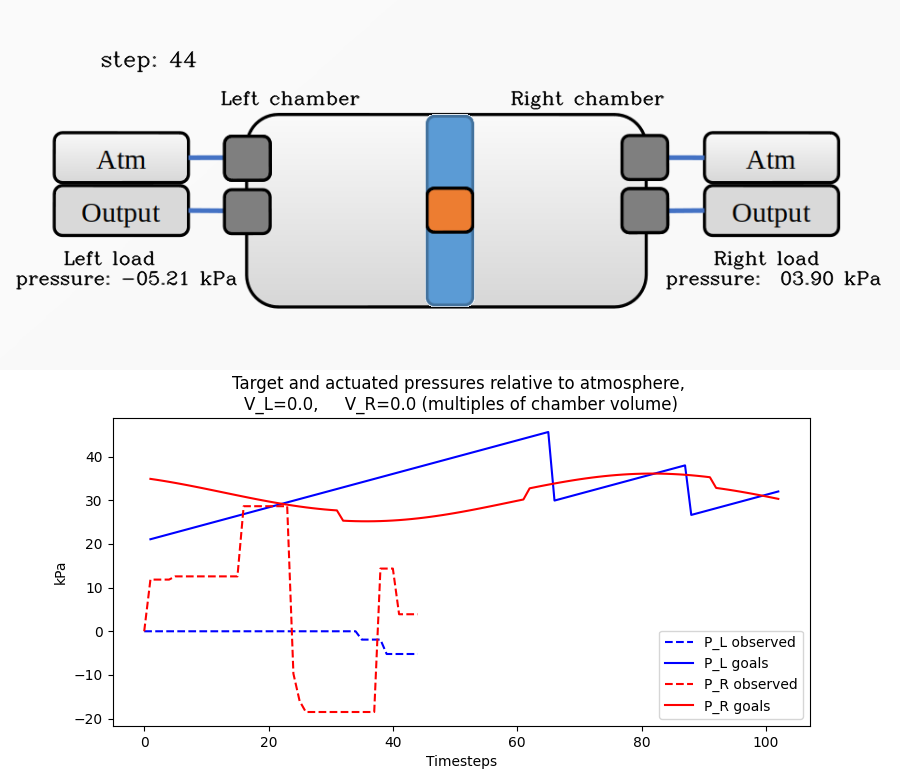 step: 44
Left chamber
Right chamber
Atm
Atm
Output
Output
Left load
pressure: -05.21 kPa
Right load
pressure: 03.90 kPa
Target and actuated pressures relative to atmosphere,
V_L=0.0, V_R=0.0 (multiples of chamber volume)
kPa
40
30
20
10
0
−10
−20
0
20
40
60
80
100
Timesteps
P_L observed
P_L goals
P_R observed
P_R goals